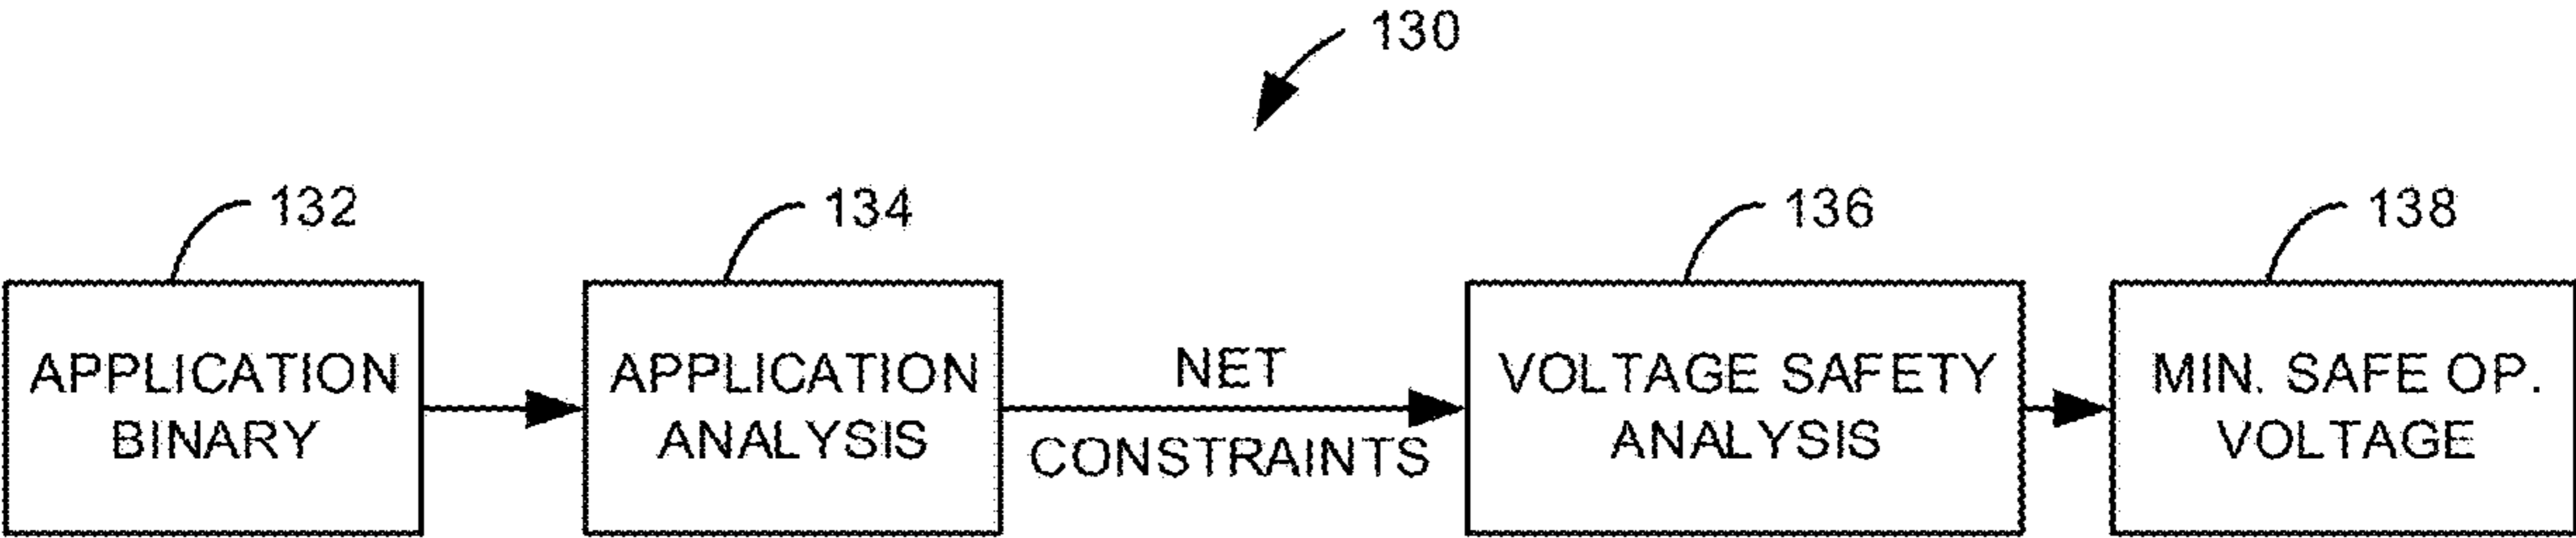 130
132
134
136
138
APPLICATION
BINARY
APPLICATION
ANALYSIS
NET
CONSTRAINTS
VOLTAGE SAFETY
ANALYSIS
MIN. SAFE OP.
VOLTAGE